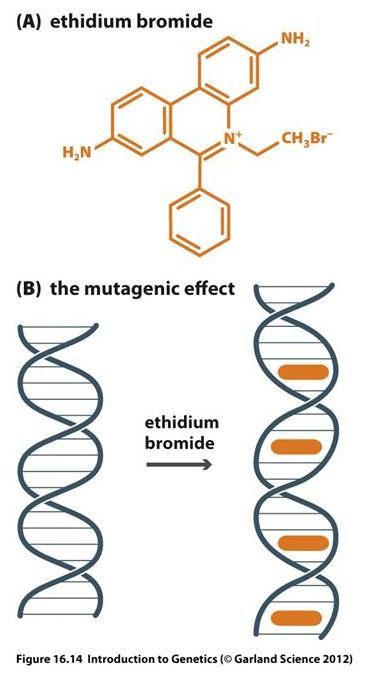 (A) ethidium bromide
NH₂
N⁺
CH₃Br⁻
H₂N
(B) the mutagenic effect
ethidium
bromide
Figure 16.14 Introduction to Genetics (© Garland Science 2012)